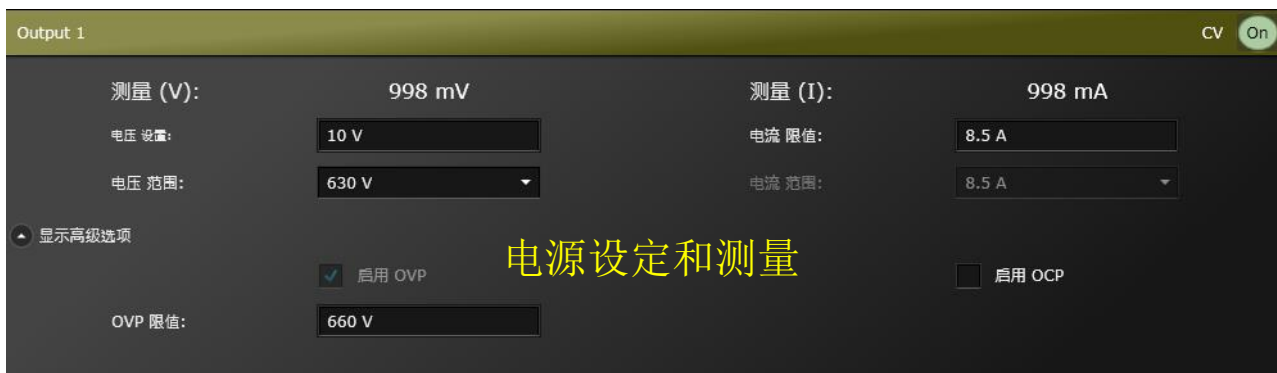 Output 1 CV On
测量 (V): 998 mV 测量 (I): 998 mA
电压 设置: 10 V 电流 限值: 8.5 A
电压 范围: 630 V 电流 范围: 8.5 A
显示高级选项
电源设定和测量
启用 OVP 启用 OCP
OVP 限值: 660 V